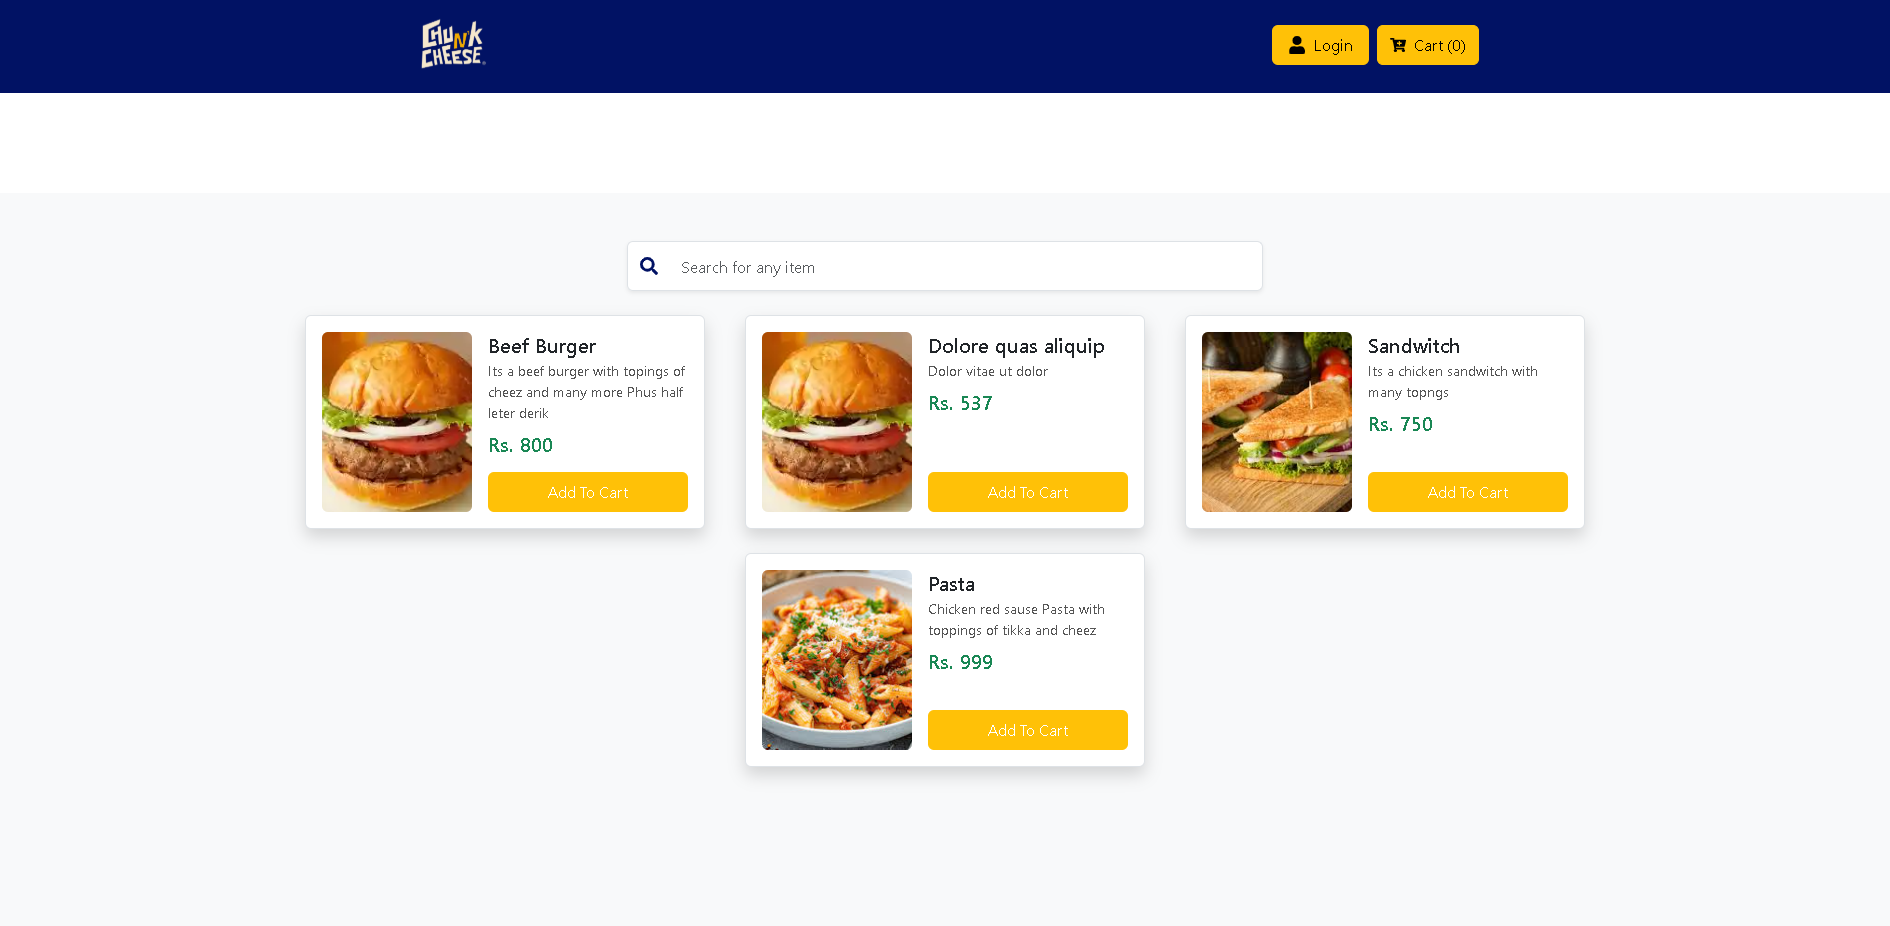 CHUNK
CHEESE
Login
Cart (0)
Search for any item
Beef Burger
Its a beef burger with topings of
cheez and many more Phus half
leter derik
Rs. 800
Add To Cart
Dolore quas aliquip
Dolor vitae ut dolor
Rs. 537
Add To Cart
Sandwitch
Its a chicken sandwitch with
many topngs
Rs. 750
Add To Cart
Pasta
Chicken red sause Pasta with
toppings of tikka and cheez
Rs. 999
Add To Cart